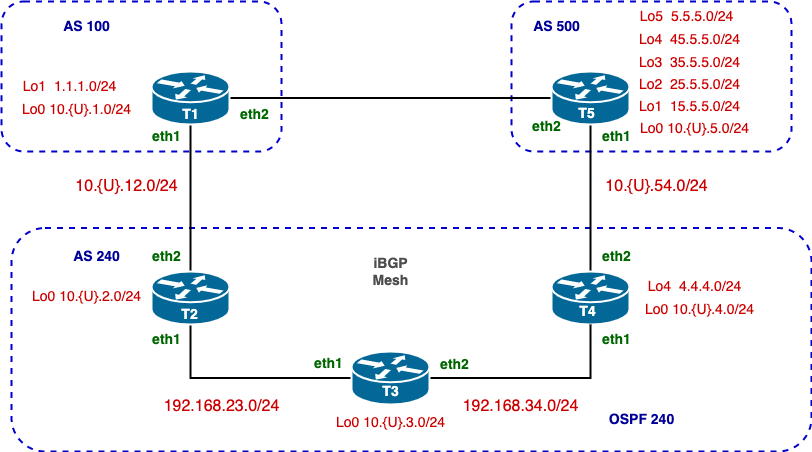 AS 100
Lo1 1.1.1.0/24
Lo0 10.{U}.1.0/24
T1
eth1
eth2
AS 500
Lo5 5.5.5.0/24
Lo4 45.5.5.0/24
Lo3 35.5.5.0/24
Lo2 25.5.5.0/24
Lo1 15.5.5.0/24
Lo0 10.{U}.5.0/24
T5
eth2
eth1
10.{U}.12.0/24
10.{U}.54.0/24
AS 240
eth2
Lo0 10.{U}.2.0/24
T2
eth1
iBGP
Mesh
eth2
Lo4 4.4.4.0/24
Lo0 10.{U}.4.0/24
T4
eth1
eth1
eth2
T3
192.168.23.0/24
192.168.34.0/24
Lo0 10.{U}.3.0/24
OSPF 240